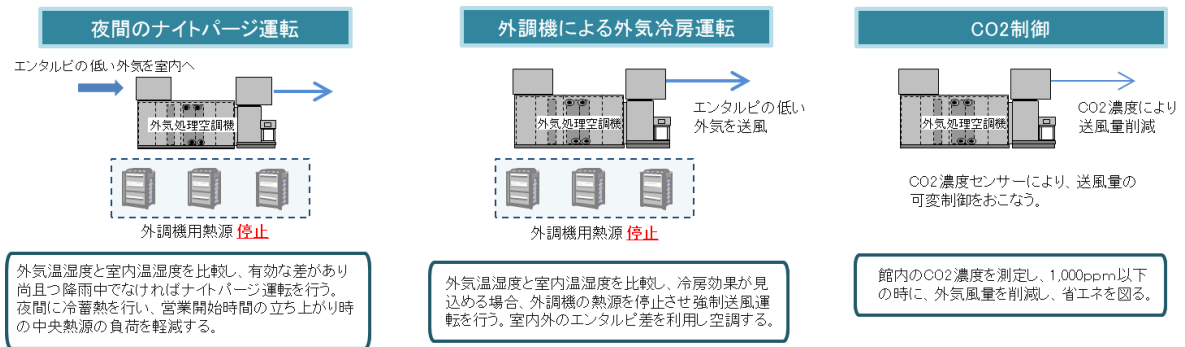 夜間のナイトパージ運転
エンタルピの低い外気を室内へ
外気処理空調機
外調機用熱源 停止
外気温湿度と室内温湿度を比較し、有効な差があり
尚且つ降雨中でなければナイトパージ運転を行う。
夜間に冷蓄熱を行い、営業開始時間の立ち上がり時
の中央熱源の負荷を軽減する。
外調機による外気冷房運転
外気処理空調機
エンタルピの低い
外気を送風
外調機用熱源 停止
外気温湿度と室内温湿度を比較し、冷房効果が見
込める場合、外調機の熱源を停止させ強制送風運
転を行う。室内外のエンタルピ差を利用し空調する。
CO2制御
外気処理空調機
CO2濃度により
送風量削減
CO2濃度センサーにより、送風量の
可変制御をおこなう。
館内のCO2濃度を測定し、1,000ppm以下
の時に、外気風量を削減し、省エネを図る。